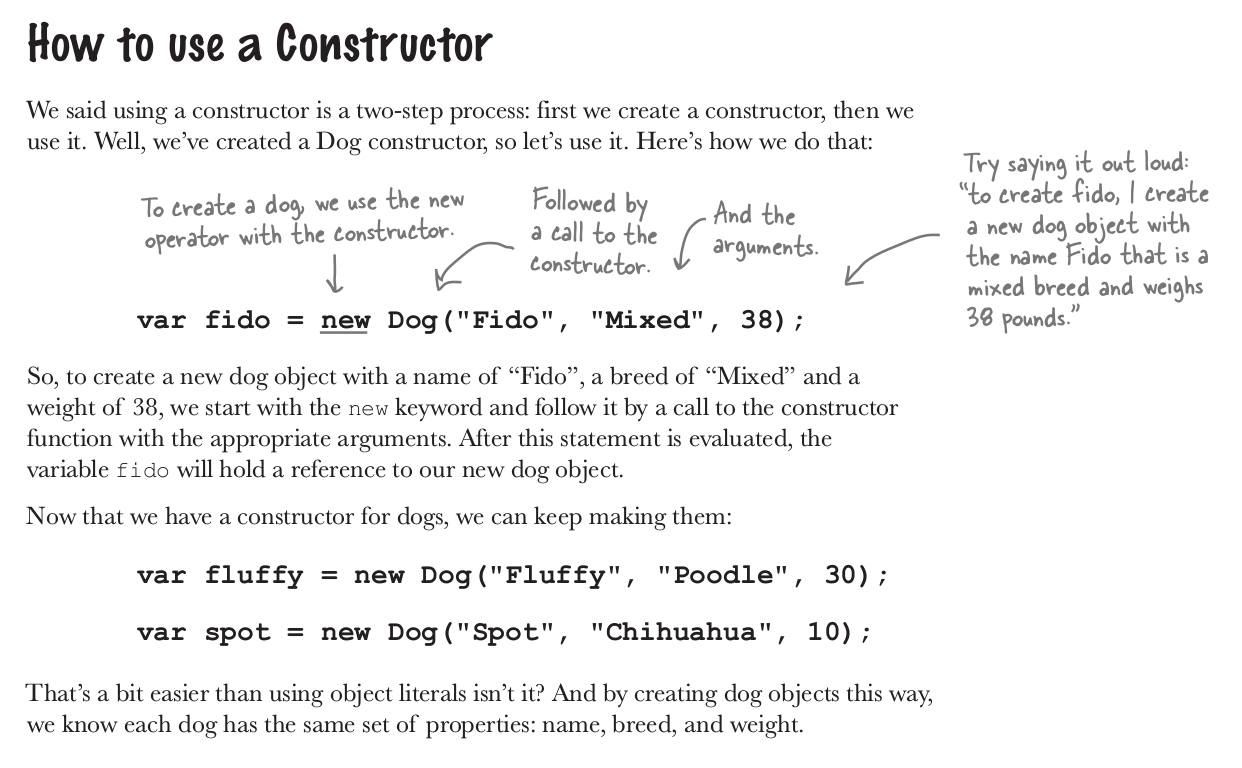 How to use a Constructor
We said using a constructor is a two-step process: first we create a constructor, then we
use it. Well, we’ve created a Dog constructor, so let’s use it. Here’s how we do that:
To create a dog, we use the new
operator with the constructor.
Followed by
a call to the
constructor.
And the
arguments.
Try saying it out loud:
“to create fido, I create
a new dog object with
the name Fido that is a
mixed breed and weighs
38 pounds.”
var fido = new Dog("Fido", "Mixed", 38);
So, to create a new dog object with a name of “Fido”, a breed of “Mixed” and a
weight of 38, we start with the new keyword and follow it by a call to the constructor
function with the appropriate arguments. After this statement is evaluated, the
variable fido will hold a reference to our new dog object.
Now that we have a constructor for dogs, we can keep making them:
var fluffy = new Dog("Fluffy", "Poodle", 30);
var spot = new Dog("Spot", "Chihuahua", 10);
That’s a bit easier than using object literals isn’t it? And by creating dog objects this way,
we know each dog has the same set of properties: name, breed, and weight.